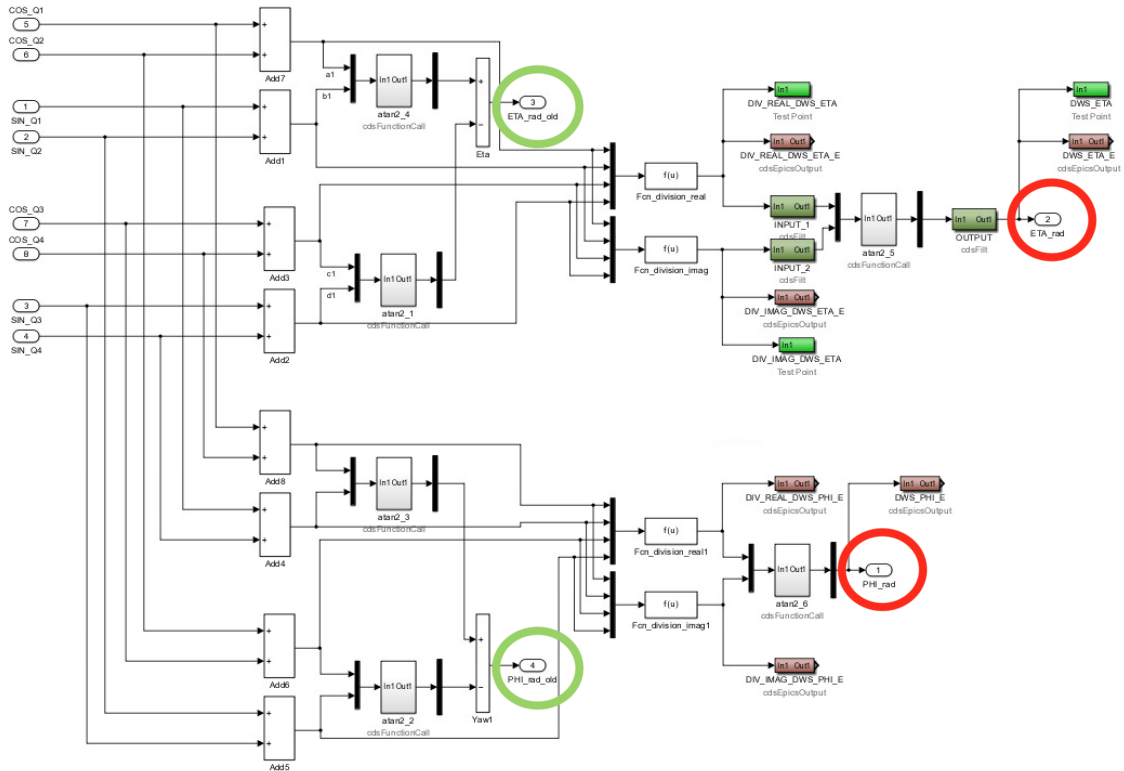 COS_Q1
5
COS_Q2
6
Add7
a1
b1
In1 Out1
atan2_4
cdsFunctionCall
Eta
3
ETA_rad_old
SIN_Q1
1
2
SIN_Q2
Add1
In1
DIV_REAL_DWS_ETA
Test Point
In1 Out1
DIV_REAL_DWS_ETA_E
cdsEpicsOutput
In1
DWS_ETA
Test Point
In1 Out1
DWS_ETA_E
cdsEpicsOutput
f(u)
Fcn_division_real
In1 Out1
INPUT_1
cdsFilt
COS_Q3
7
COS_Q4
8
Add3
c1
d1
In1 Out1
atan2_1
cdsFunctionCall
f(u)
Fcn_division_imag
In1 Out1
INPUT_2
cdsFilt
In1 Out1
atan2_5
cdsFunctionCall
In1 Out1
OUTPUT
cdsFilt
2
ETA_rad
3
SIN_Q3
4
SIN_Q4
Add2
In1 Out1
DIV_IMAG_DWS_ETA_E
cdsEpicsOutput
In1
DIV_IMAG_DWS_ETA
Test Point
Add8
In1 Out1
atan2_3
cdsFunctionCall
Add4
In1 Out1
DIV_REAL_DWS_PHI_E
cdsEpicsOutput
In1 Out1
DWS_PHI_E
cdsEpicsOutput
f(u)
Fcn_division_real1
f(u)
Fcn_division_imag1
In1 Out1
atan2_6
cdsFunctionCall
1
PHI_rad
Add6
In1 Out1
atan2_2
cdsFunctionCall
Yaw1
4
PHI_rad_old
In1 Out1
DIV_IMAG_DWS_PHI_E
cdsEpicsOutput
Add5